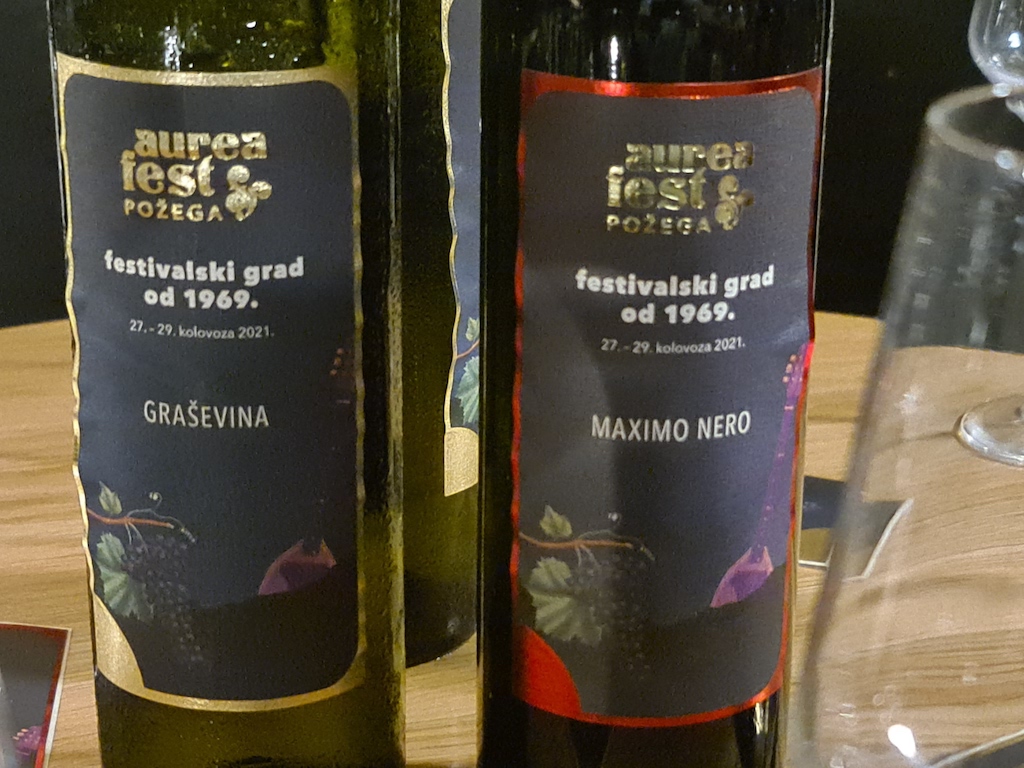 aurea
fest
POŽEGA
festivalski grad
od 1969.
27. - 29. kolovoza 2021.
GRAŠEVINA
aurea
fest
POŽEGA
festivalski grad
od 1969.
27. - 29. kolovoza 2021.
MAXIMO NERO